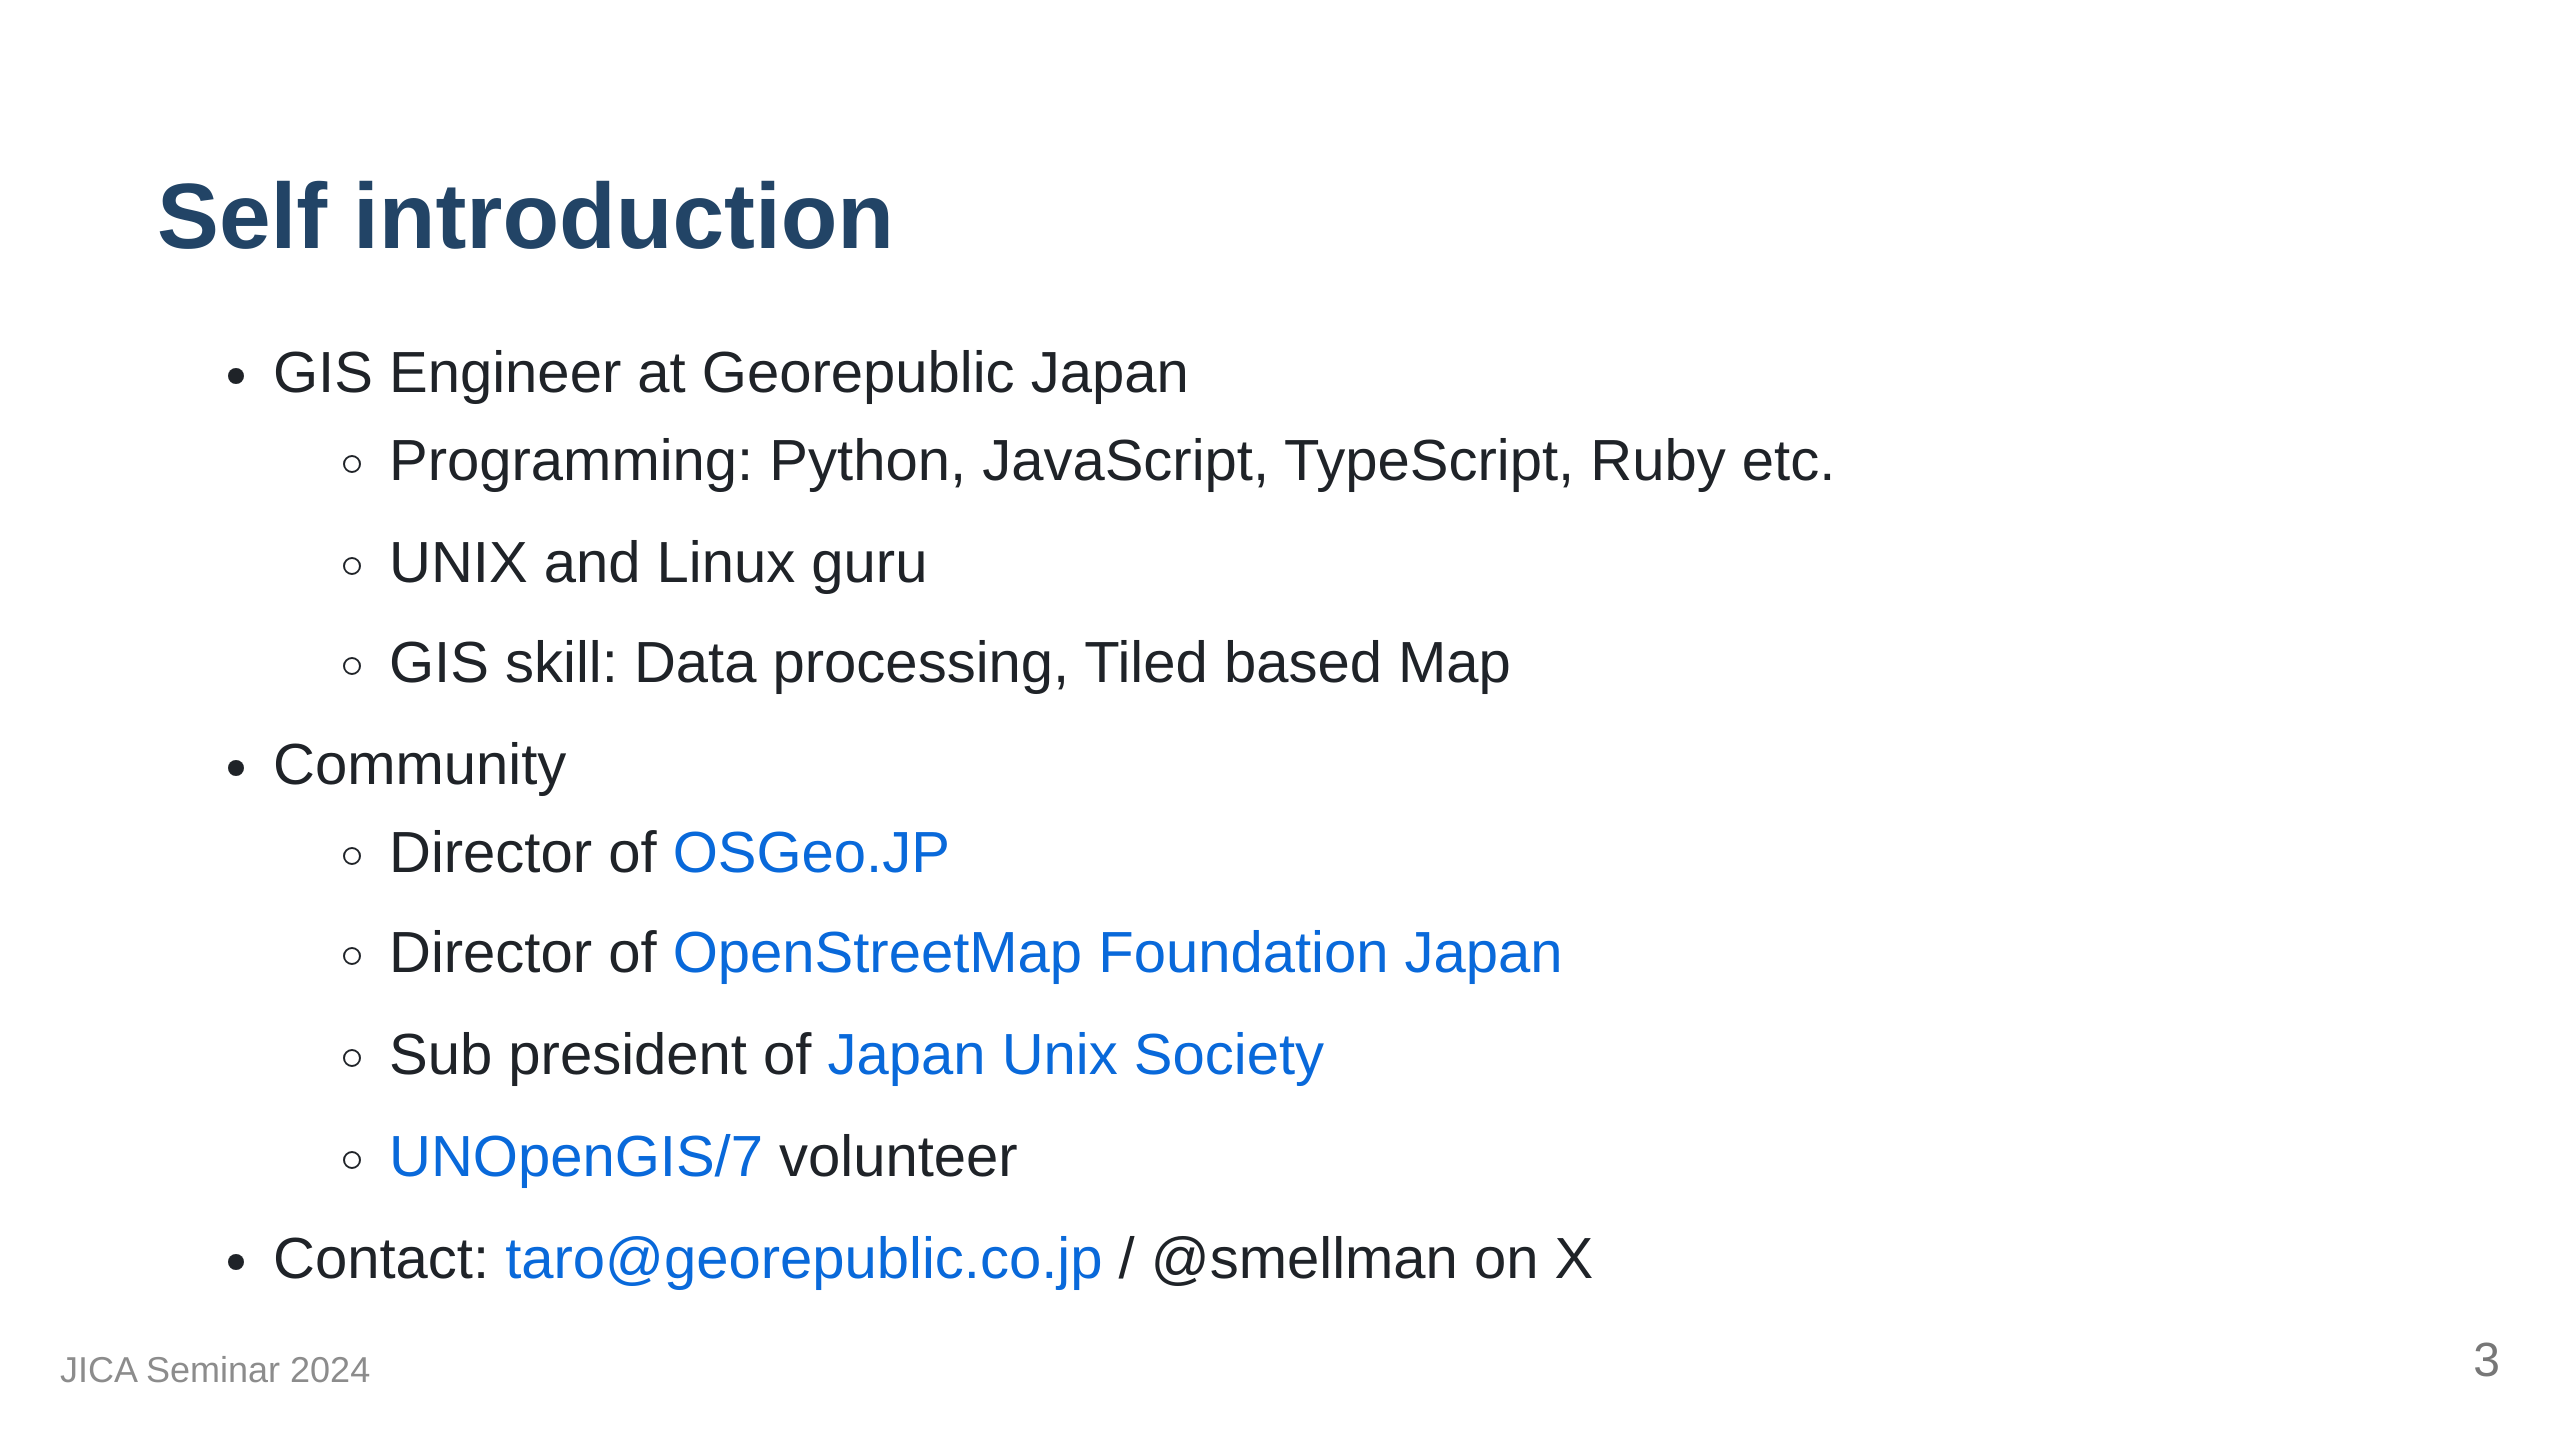 Self introduction
GIS Engineer at Georepublic Japan
Programming: Python, JavaScript, TypeScript, Ruby etc.
UNIX and Linux guru
GIS skill: Data processing, Tiled based Map
Community
Director of OSGeo.JP
Director of OpenStreetMap Foundation Japan
Sub president of Japan Unix Society
UNOpenGIS/7 volunteer
Contact: taro@georepublic.co.jp / @smellman on X
JICA Seminar 2024
3